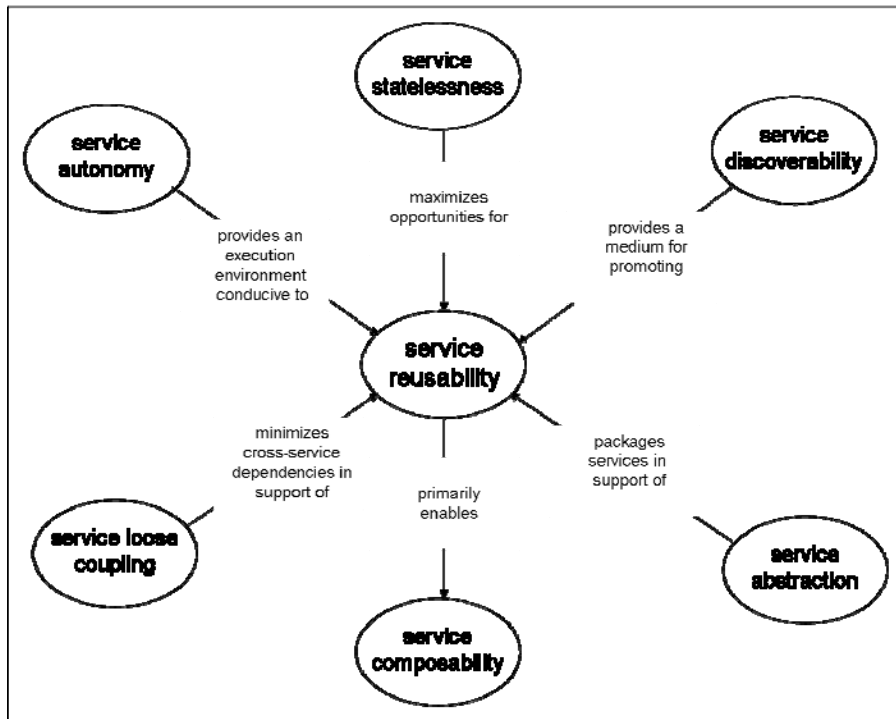 service
statelessness
service
autonomy
service
discoverability
maximizes
opportunities for
provides an
execution
environment
conducive to
provides a
medium for
promoting
service
reusability
minimizes
cross-service
dependencies in
support of
packages
services in
support of
primarily
enables
service loose
coupling
service
abstraction
service
composability